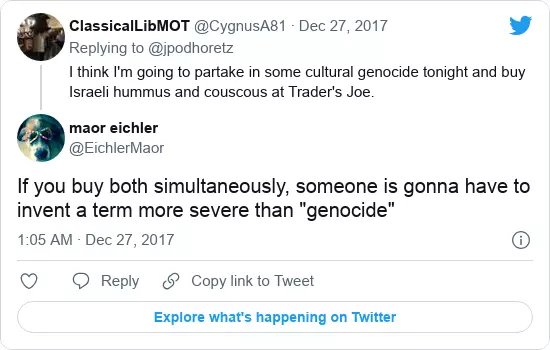 ClassicalLibMOT @CygnusA81 · Dec 27, 2017
Replying to @jpodhoretz
I think I'm going to partake in some cultural genocide tonight and buy
Israeli hummus and couscous at Trader's Joe.
maor eichler
@EichlerMaor
If you buy both simultaneously, someone is gonna have to
invent a term more severe than "genocide"
1:05 AM · Dec 27, 2017
Reply
Copy link to Tweet
Explore what's happening on Twitter